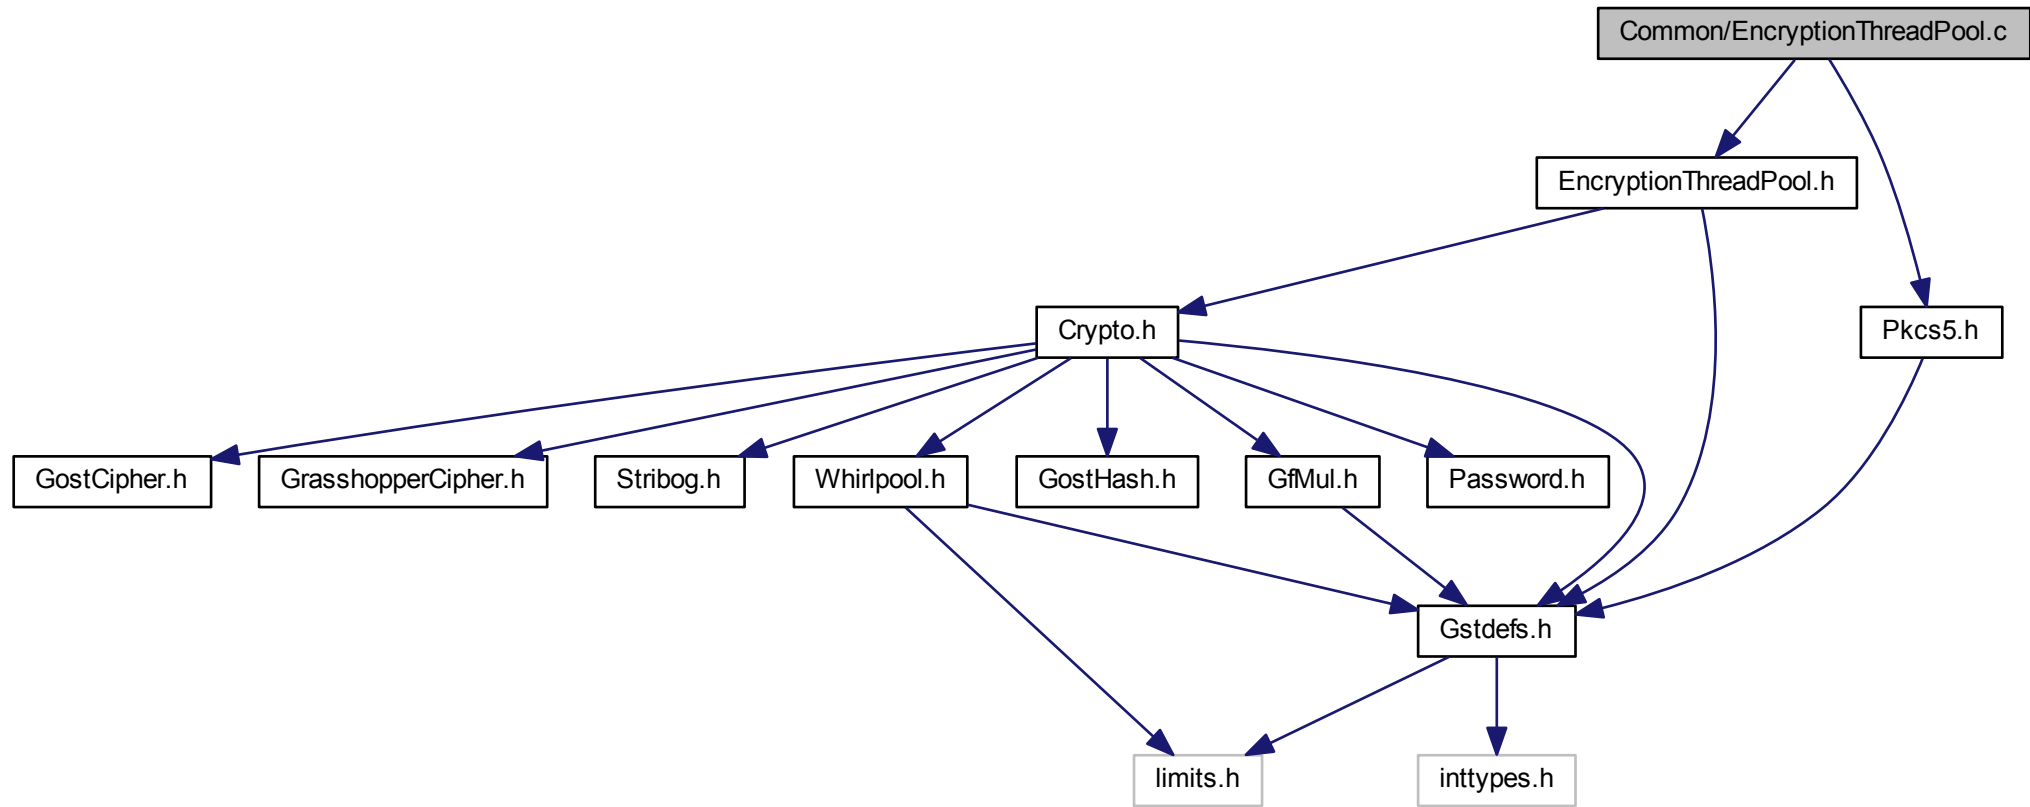 Common/EncryptionThreadPool.c
EncryptionThreadPool.h
Crypto.h
Pkcs5.h
GostCipher.h
GrasshopperCipher.h
Stribog.h
Whirlpool.h
GostHash.h
GfMul.h
Password.h
Gstdefs.h
limits.h
inttypes.h